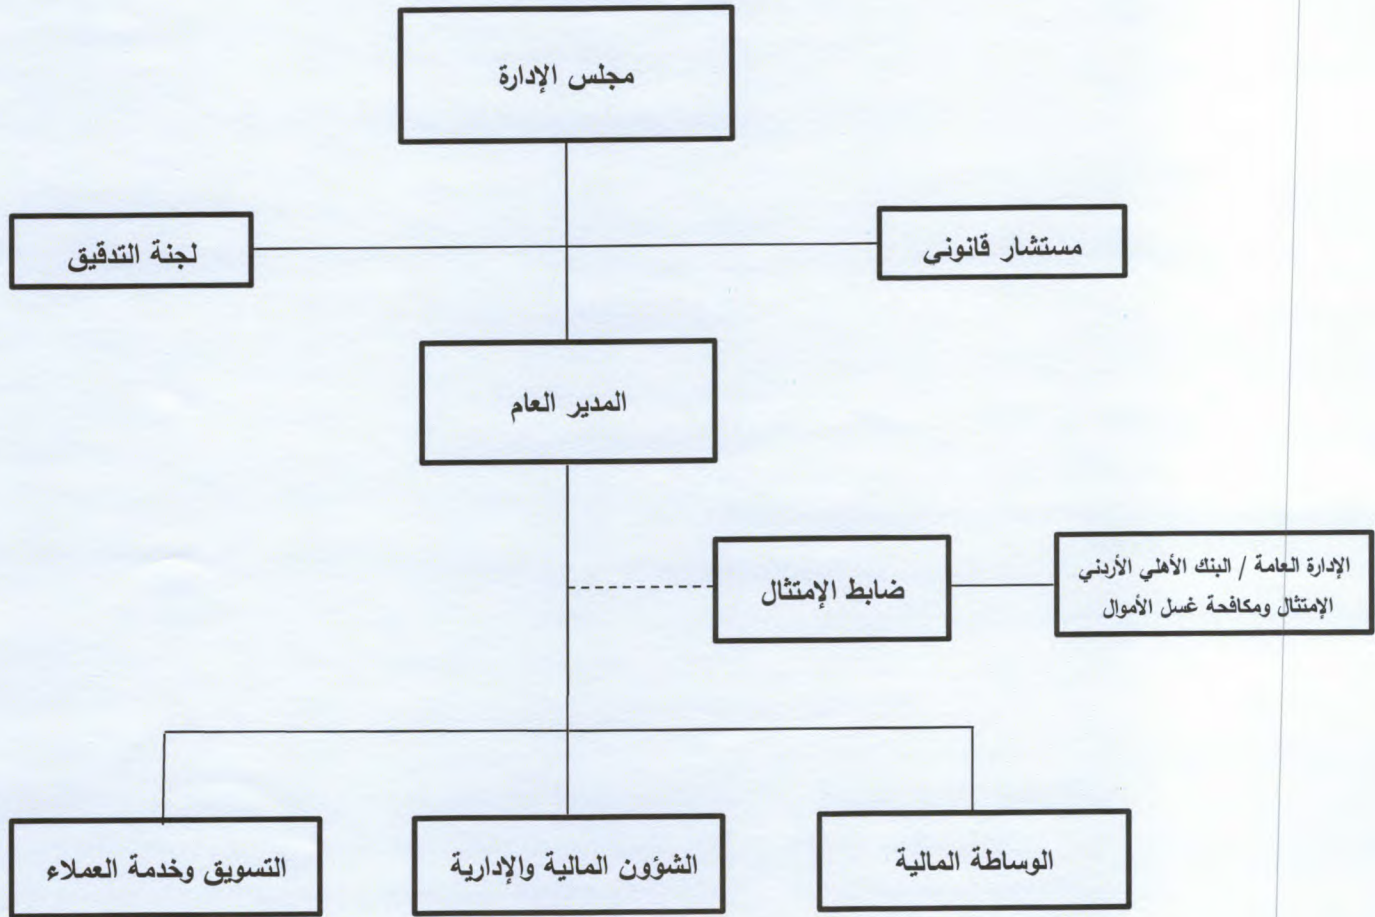 مجلس الإدارة
مستشار قانوني
لجنة التدقيق
المدير العام
الإدارة العامة / البنك الأهلي الأردني
الإمتثال ومكافحة غسل الأموال
ضابط الإمتثال
الوساطة المالية
الشؤون المالية والإدارية
التسويق وخدمة العملاء